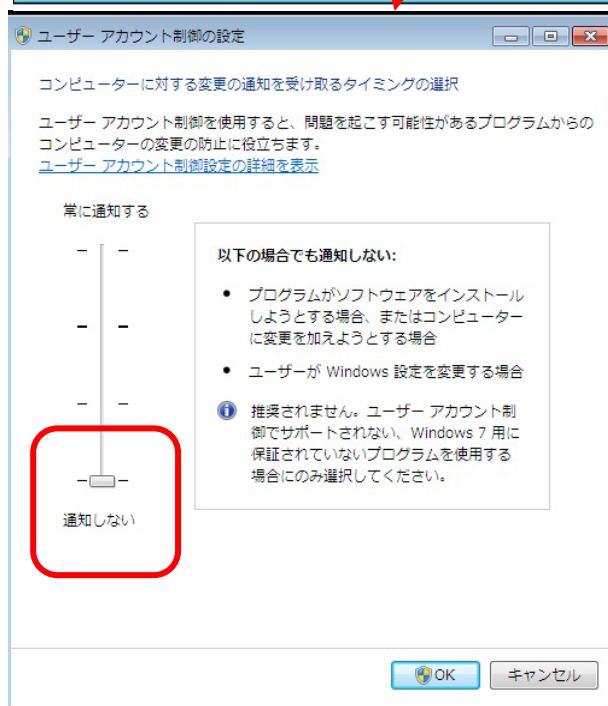 ユーザー アカウント制御の設定
コンピューターに対する変更の通知を受け取るタイミングの選択
ユーザー アカウント制御を使用すると、問題を起こす可能性があるプログラムからの
コンピューターの変更の防止に役立ちます。
ユーザー アカウント制御設定の詳細を表示
常に通知する
以下の場合でも通知しない:
• プログラムがソフトウェアをインストール
しようとする場合、またはコンピューター
に変更を加えようとする場合
• ユーザーが Windows 設定を変更する場合
推奨されません。ユーザー アカウント制
御でサポートされない、Windows 7 用に
保証されていないプログラムを使用する
場合にのみ選択してください。
通知しない
OK キャンセル